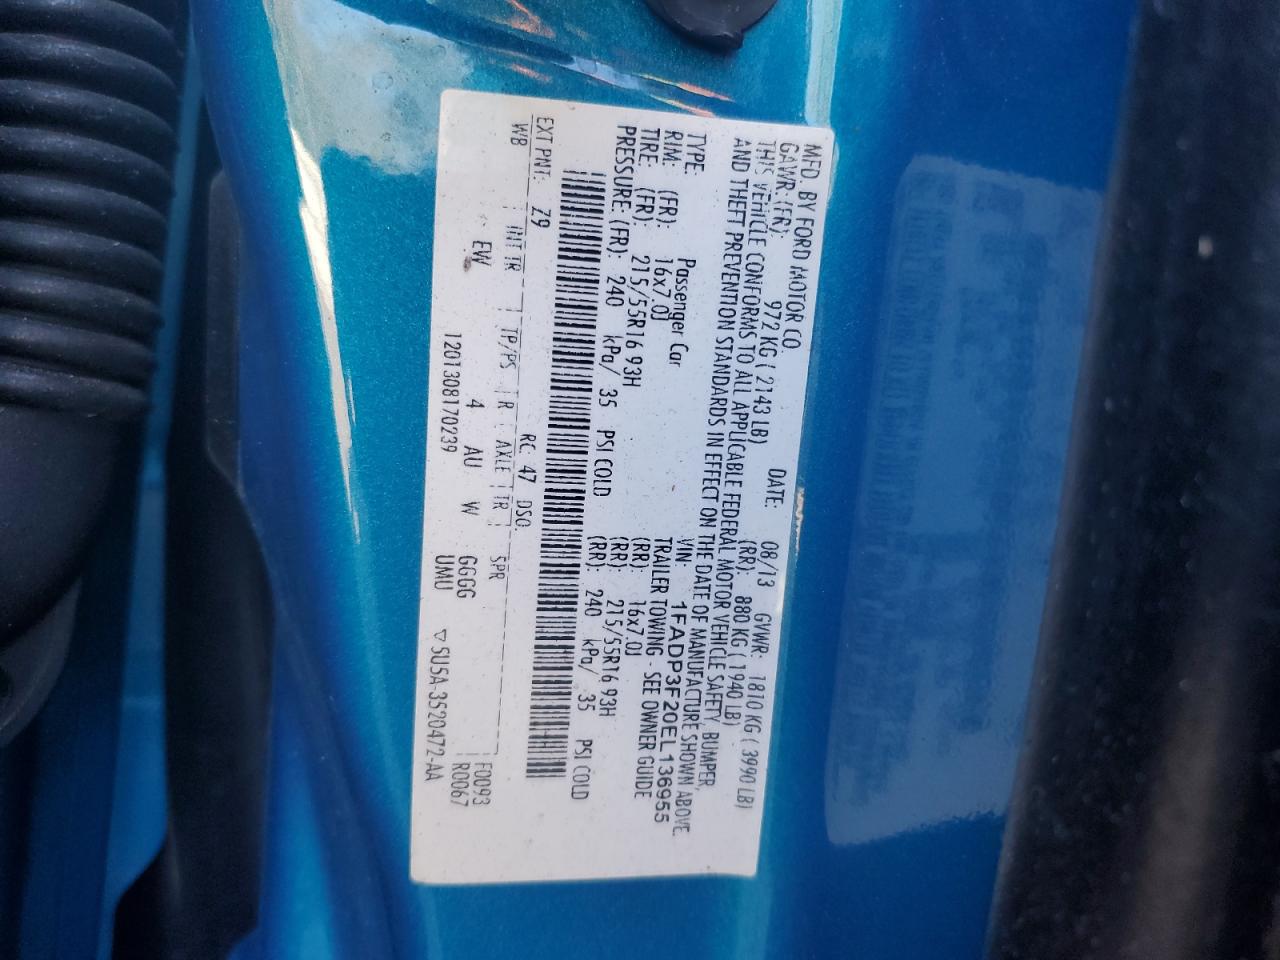 MFD. BY FORD MOTOR CO.
DATE: 08/13 GVWR: 1810 KG ( 3990 LB)
GAWR: (FR): 972 KG ( 2143 LB) (RR): 880 KG ( 1940 LB)
THIS VEHICLE CONFORMS TO ALL APPLICABLE FEDERAL MOTOR VEHICLE SAFETY, BUMPER,
AND THEFT PREVENTION STANDARDS IN EFFECT ON THE DATE OF MANUFACTURE SHOWN ABOVE.
VIN: 1FADP3F20EL136955
TYPE: Passenger Car TRAILER TOWING - SEE OWNER GUIDE
RIM: (FR): 16x7.0J (RR): 16x7.0J
TIRE: (FR): 215/55R16 93H (RR): 215/55R16 93H
PRESSURE: (FR): 240 kPa/ 35 PSI COLD (RR): 240 kPa/ 35 PSI COLD
EXT PNT: Z9 RC: 47 DSO:
WB INT TR TP/PS R AXLE TR SPR F0093
EW 4 AU W GGGG R0067
UMU
1201308170239 ▽ 5U5A-3520472-AA